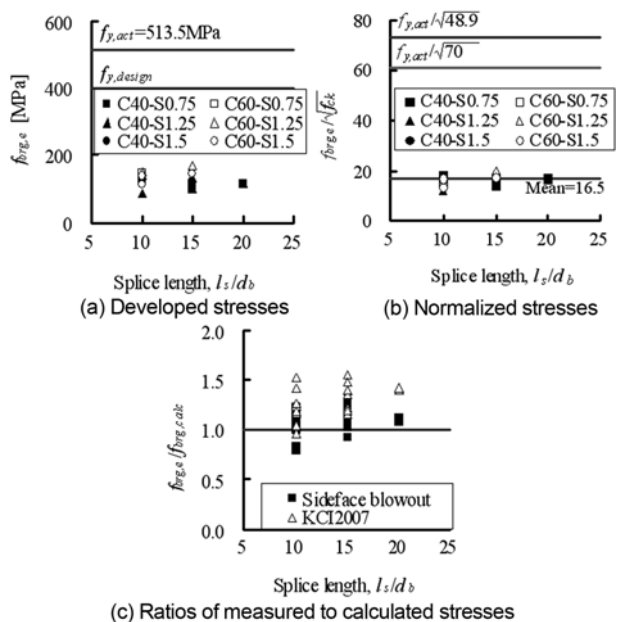 f_y,act=513.5MPa
f_y,design
f_brg,e [MPa]
600
400
200
0
C40-S0.75
C60-S0.75
C40-S1.25
C60-S1.25
C40-S1.5
C60-S1.5
5 10 15 20 25
Splice length, l_s/d_b
(a) Developed stresses
f_y,act/√48.9
f_y,act/√70
f_brg,e/√f_ck
80
60
40
20
0
C40-S0.75
C60-S0.75
C40-S1.25
C60-S1.25
C40-S1.5
C60-S1.5
Mean=16.5
5 10 15 20 25
Splice length, l_s/d_b
(b) Normalized stresses
f_brg,e/f_brg,calc
2.0
1.5
1.0
0.5
0.0
Sideface blowout
KCI2007
5 10 15 20 25
Splice length, l_s/d_b
(c) Ratios of measured to calculated stresses